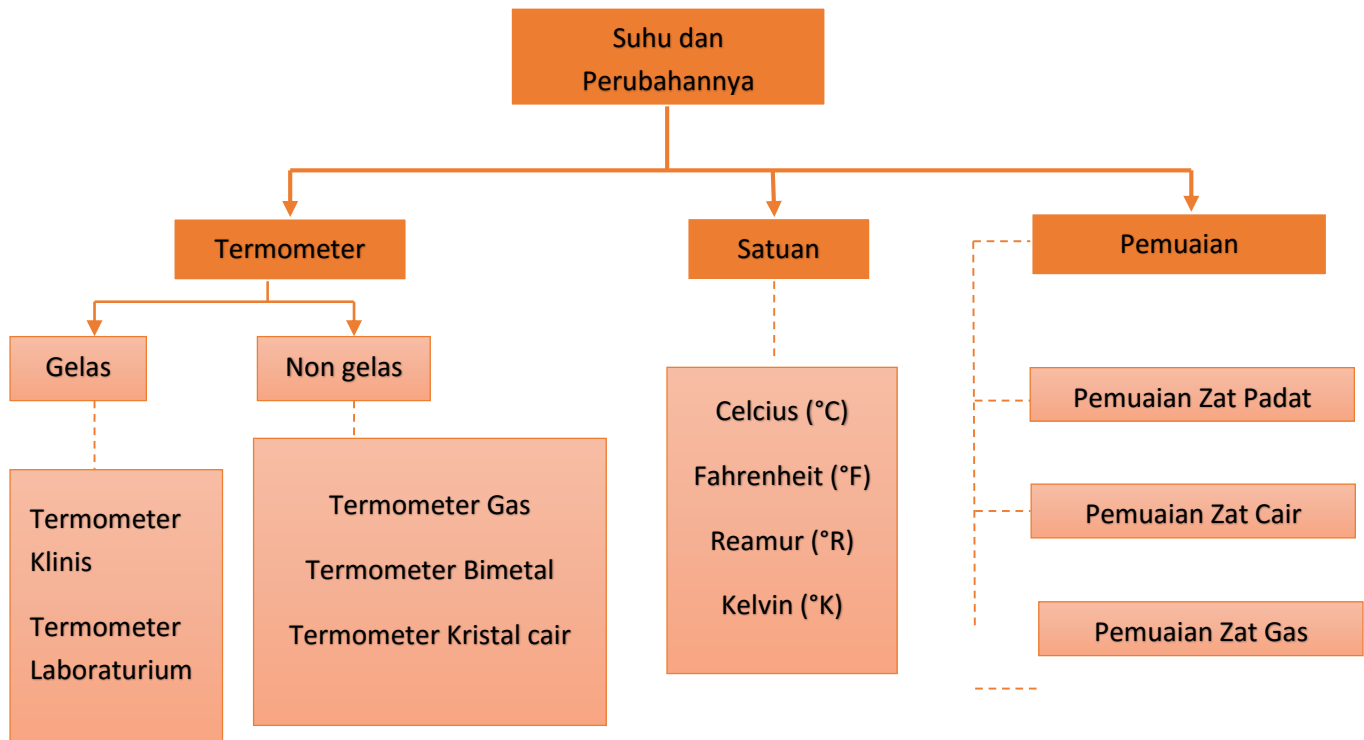 Suhu dan
Perubahannya
Termometer
Satuan
Pemuaian
Gelas
Non gelas
Termometer
Klinis
Termometer
Laboraturium
Termometer Gas
Termometer Bimetal
Termometer Kristal cair
Celcius (°C)
Fahrenheit (°F)
Reamur (°R)
Kelvin (°K)
Pemuaian Zat Padat
Pemuaian Zat Cair
Pemuaian Zat Gas